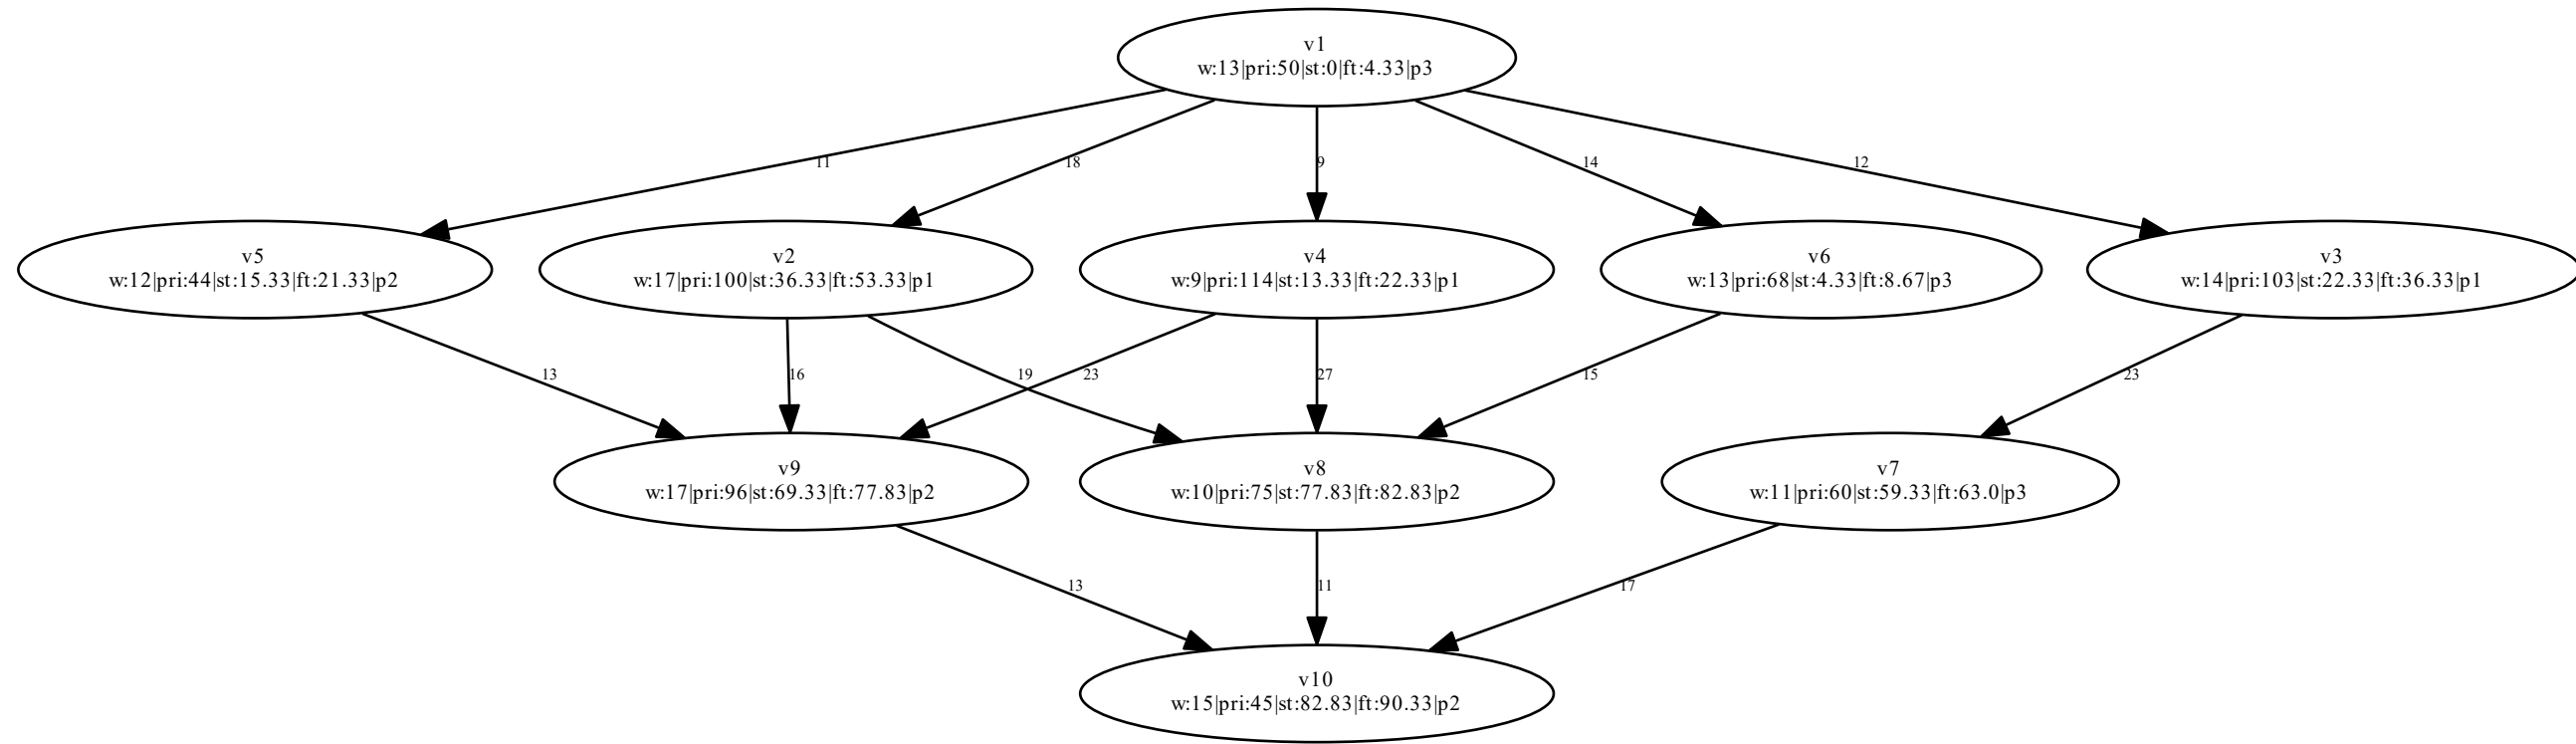 v1
w:13|pri:50|st:0|ft:4.33|p3
11
18
9
14
12
v5
w:12|pri:44|st:15.33|ft:21.33|p2
v2
w:17|pri:100|st:36.33|ft:53.33|p1
v4
w:9|pri:114|st:13.33|ft:22.33|p1
v6
w:13|pri:68|st:4.33|ft:8.67|p3
v3
w:14|pri:103|st:22.33|ft:36.33|p1
13
16
19
23
27
15
23
v9
w:17|pri:96|st:69.33|ft:77.83|p2
v8
w:10|pri:75|st:77.83|ft:82.83|p2
v7
w:11|pri:60|st:59.33|ft:63.0|p3
13
11
17
v10
w:15|pri:45|st:82.83|ft:90.33|p2